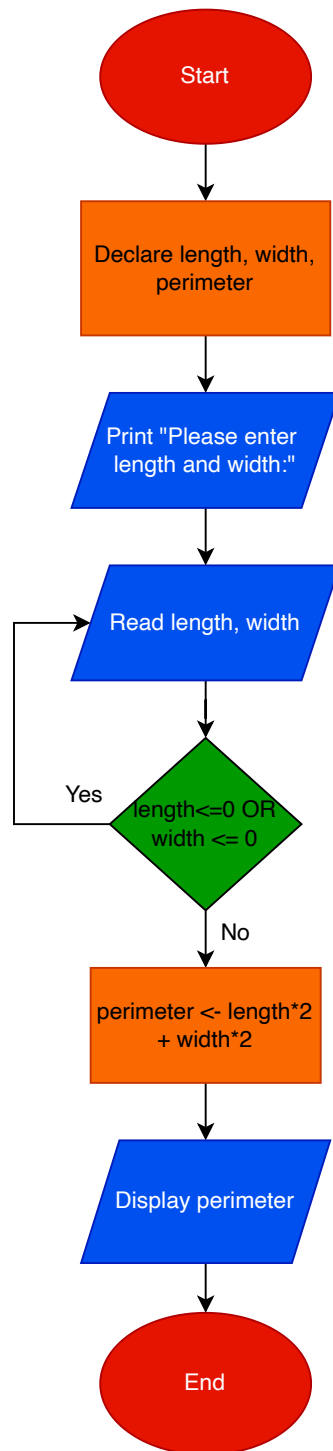 Start
Declare length, width,
perimeter
Print "Please enter
length and width:"
Read length, width
Yes
length<=0 OR
width <= 0
No
perimeter <- length*2
+ width*2
Display perimeter
End